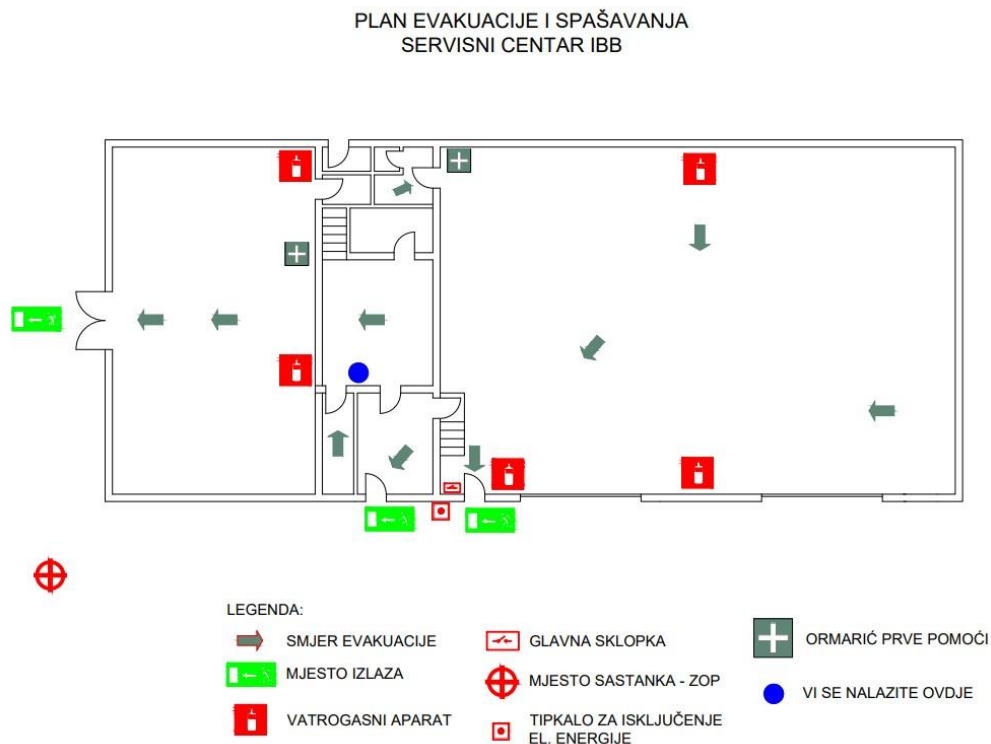 PLAN EVAKUACIJE I SPAŠAVANJA
SERVISNI CENTAR IBB
LEGENDA:
SMJER EVAKUACIJE
MJESTO IZLAZA
VATROGASNI APARAT
GLAVNA SKLOPKA
MJESTO SASTANKA - ZOP
TIPKALO ZA ISKLJUČENJE
EL. ENERGIJE
ORMARIĆ PRVE POMOĆI
VI SE NALAZITE OVDJE